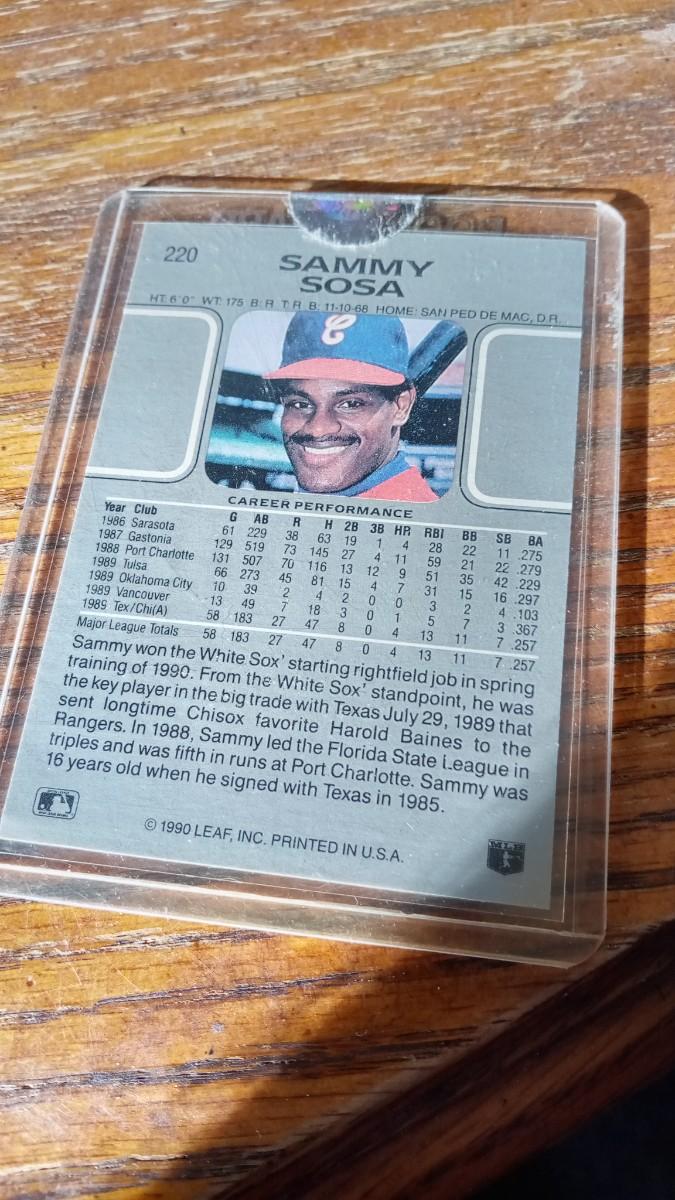 220
SAMMY
SOSA
HT: 6'0" WT: 175 B: R T: R B: 11-10-68 HOME: SAN PED DE MAC, D.R.
C
CAREER PERFORMANCE
Year Club G AB R H 2B 3B HR RBI BB SB BA
1986 Sarasota 61 229 38 63 19 1 4 28 22 11 .275
1987 Gastonia 129 519 73 145 27 4 11 59 21 22 .279
1988 Port Charlotte 131 507 70 116 13 12 9 51 35 42 .229
1989 Tulsa 66 273 45 81 15 4 7 31 15 16 .297
1989 Oklahoma City 10 39 2 4 2 0 0 3 2 4 .103
1989 Vancouver 13 49 7 18 3 0 1 5 7 3 .367
1989 Tex/Chi(A) 58 183 27 47 8 0 4 13 11 7 .257
Major League Totals 58 183 27 47 8 0 4 13 11 7 .257
Sammy won the White Sox' starting rightfield job in spring
training of 1990. From the White Sox' standpoint, he was
the key player in the big trade with Texas July 29, 1989 that
sent longtime Chisox favorite Harold Baines to the
Rangers. In 1988, Sammy led the Florida State League in
triples and was fifth in runs at Port Charlotte. Sammy was
16 years old when he signed with Texas in 1985.
© 1990 LEAF, INC. PRINTED IN U.S.A.